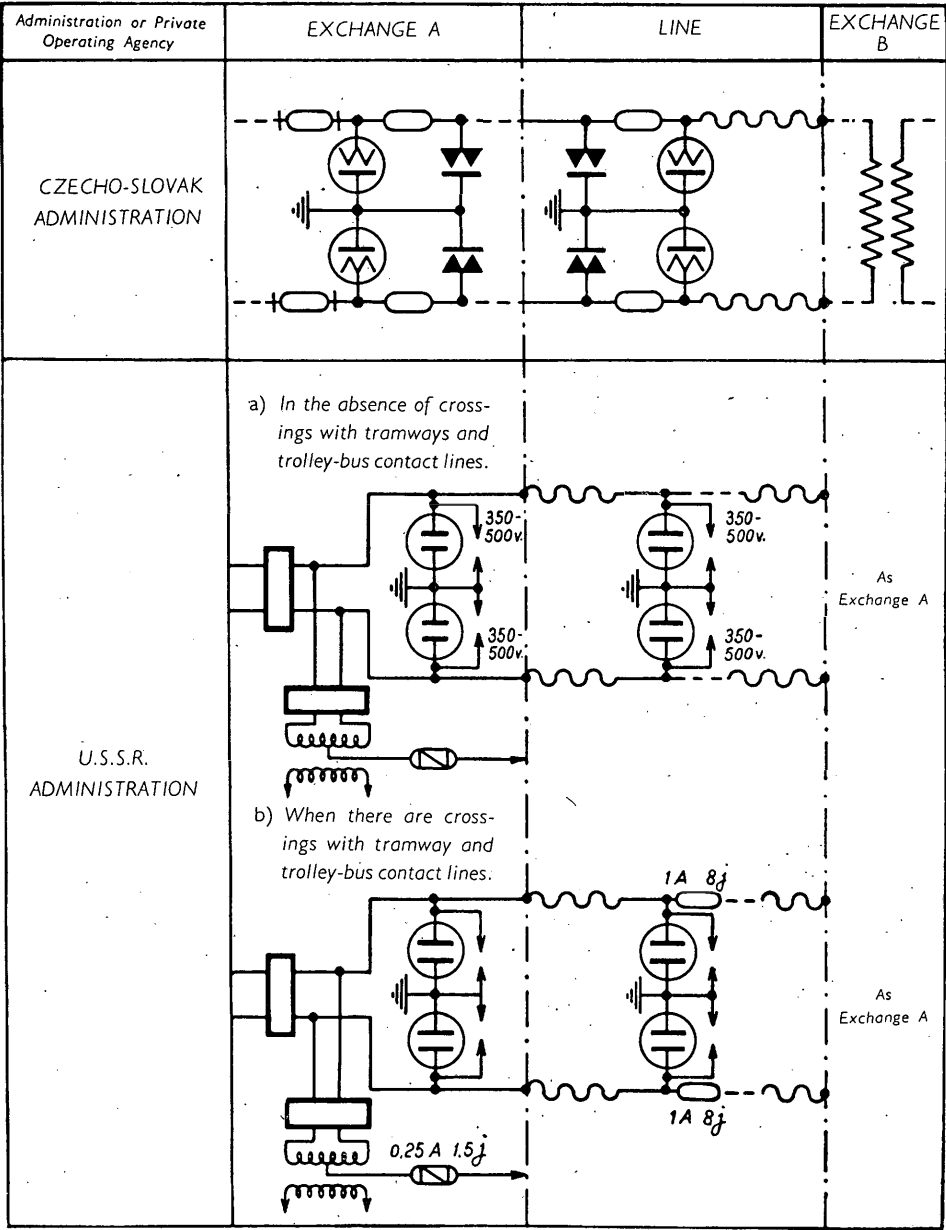 Administration or Private
Operating Agency
EXCHANGE A
LINE
EXCHANGE
B
CZECHO-SLOVAK
ADMINISTRATION
U.S.S.R.
ADMINISTRATION
a) In the absence of cross-
ings with tramways and
trolley-bus contact lines.
350-
500v.
350-
500v.
350-
500v.
350-
500v.
As
Exchange A
b) When there are cross-
ings with tramway and
trolley-bus contact lines.
1A 8j
1A 8j
0,25 A 1.5j
As
Exchange A